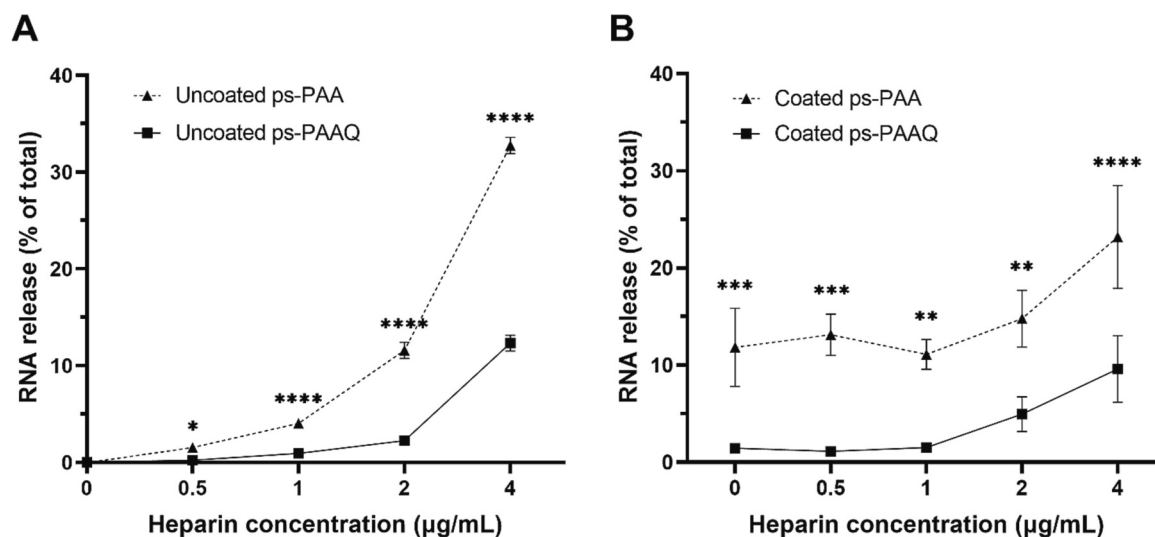 A
RNA release (% of total)
40
30
20
10
0
Uncoated ps-PAA
Uncoated ps-PAAQ
*
****
****
****
0 0.5 1 2 4
Heparin concentration (µg/mL)
B
RNA release (% of total)
40
30
20
10
0
Coated ps-PAA
Coated ps-PAAQ
***
***
**
**
****
0 0.5 1 2 4
Heparin concentration (µg/mL)